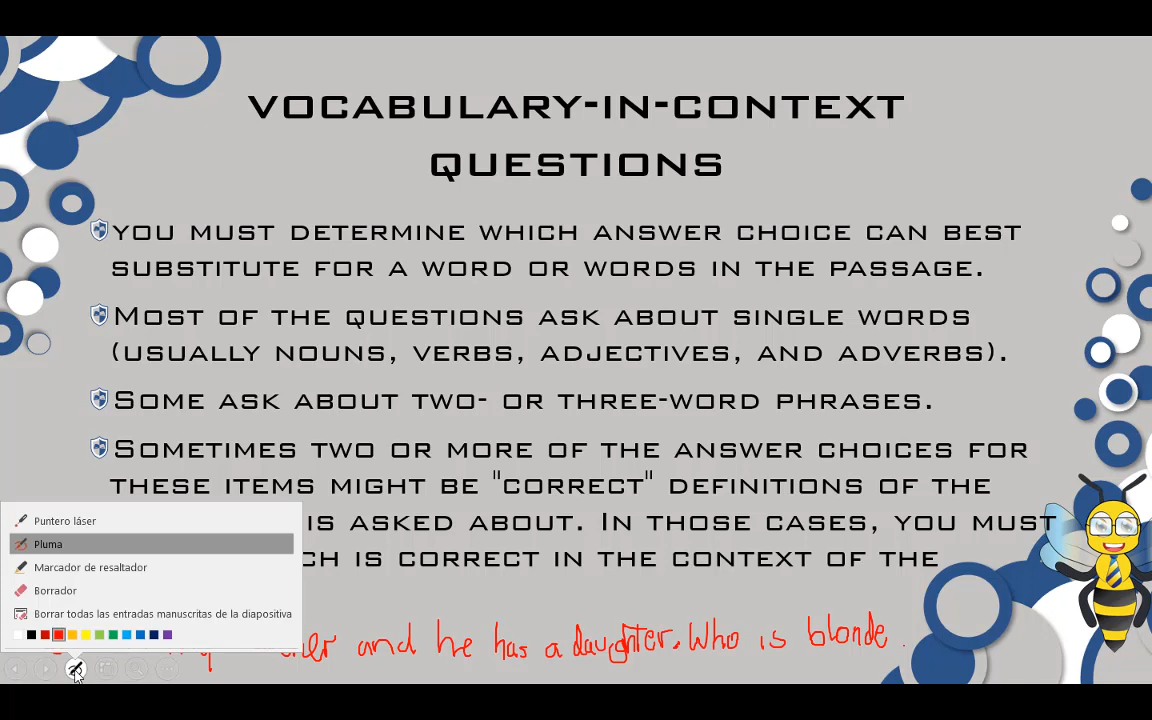 VOCABULARY-IN-CONTEXT
QUESTIONS
YOU MUST DETERMINE WHICH ANSWER CHOICE CAN BEST
SUBSTITUTE FOR A WORD OR WORDS IN THE PASSAGE.
MOST OF THE QUESTIONS ASK ABOUT SINGLE WORDS
(USUALLY NOUNS, VERBS, ADJECTIVES, AND ADVERBS).
SOME ASK ABOUT TWO- OR THREE-WORD PHRASES.
SOMETIMES TWO OR MORE OF THE ANSWER CHOICES FOR
THESE ITEMS MIGHT BE "CORRECT" DEFINITIONS OF THE
IS ASKED ABOUT. IN THOSE CASES, YOU MUST
IS CORRECT IN THE CONTEXT OF THE
Puntero láser
Pluma
Marcador de resaltador
Borrador
Borrar todas las entradas manuscritas de la diapositiva
and he has a daughter. Who is blonde